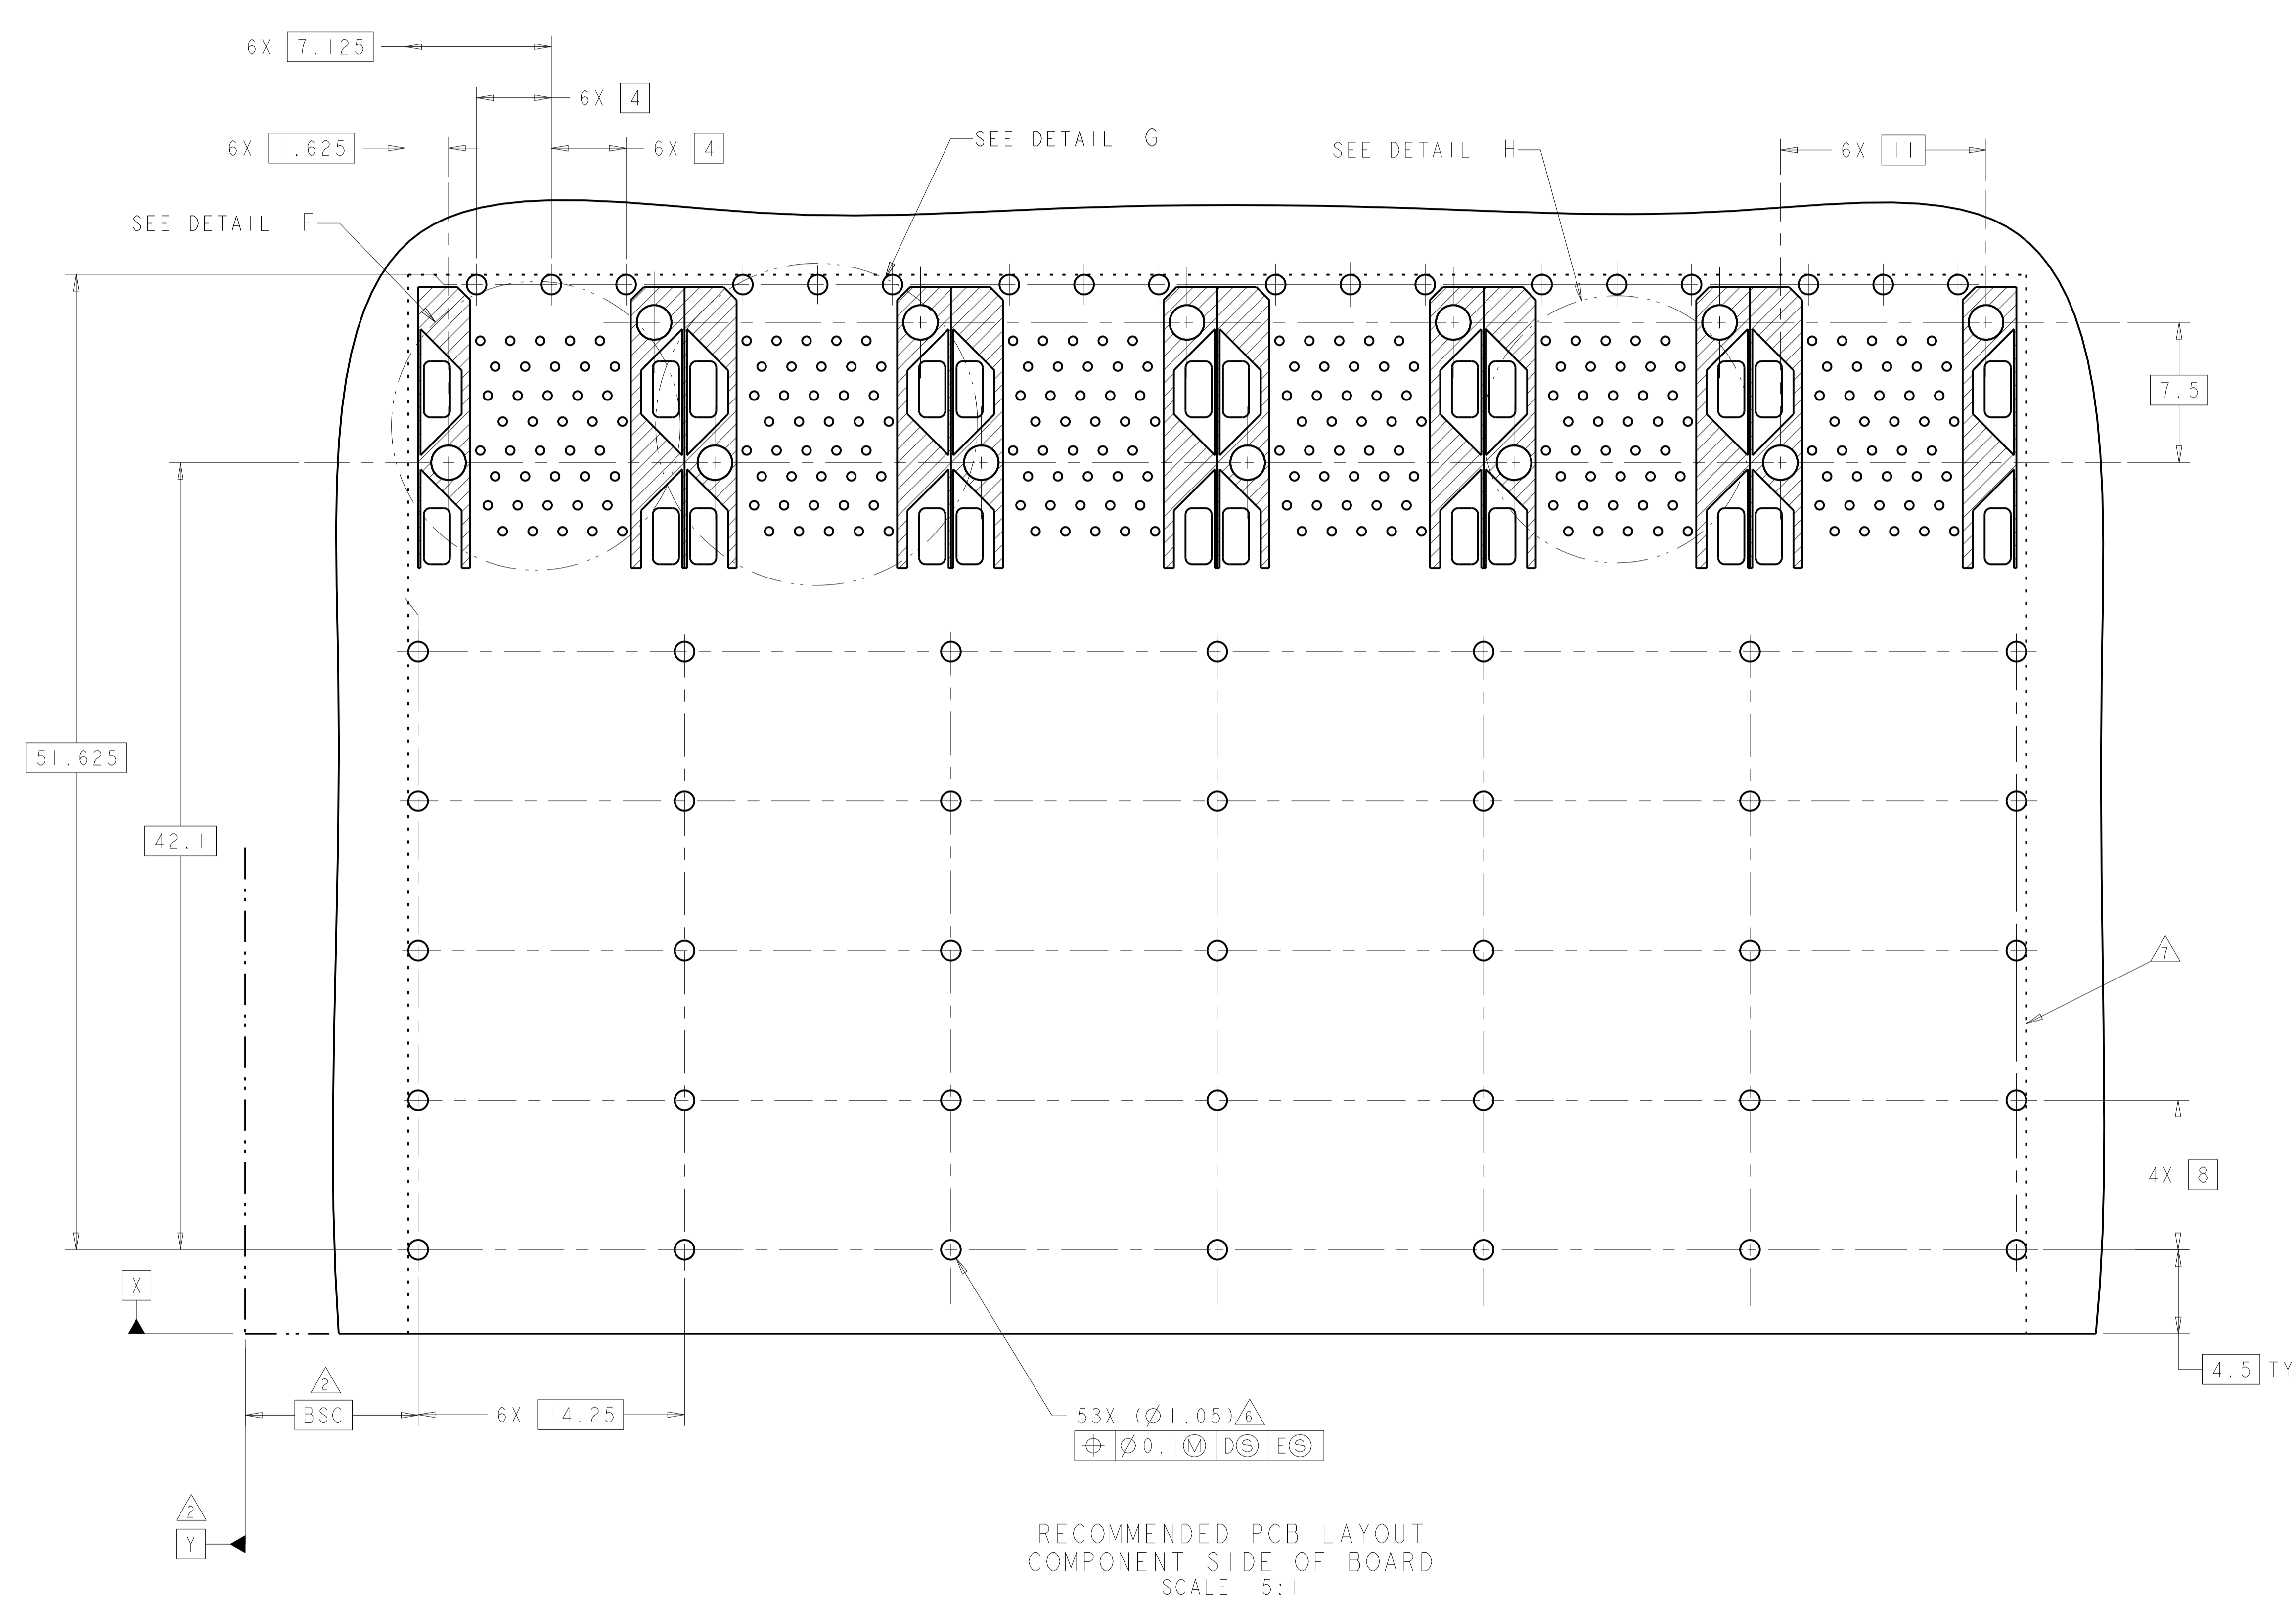 6X 7.125
6X 4
6X 1.625
6X 4
SEE DETAIL G
SEE DETAIL H
6X 11
SEE DETAIL F
7.5
51.625
42.1
7
4X 8
X
4.5 TY
2
BSC
6X 14.25
53X (Ø1.05) 6
⌖ Ø0.1Ⓜ DⓈ EⓈ
2
Y
RECOMMENDED PCB LAYOUT
COMPONENT SIDE OF BOARD
SCALE 5:1